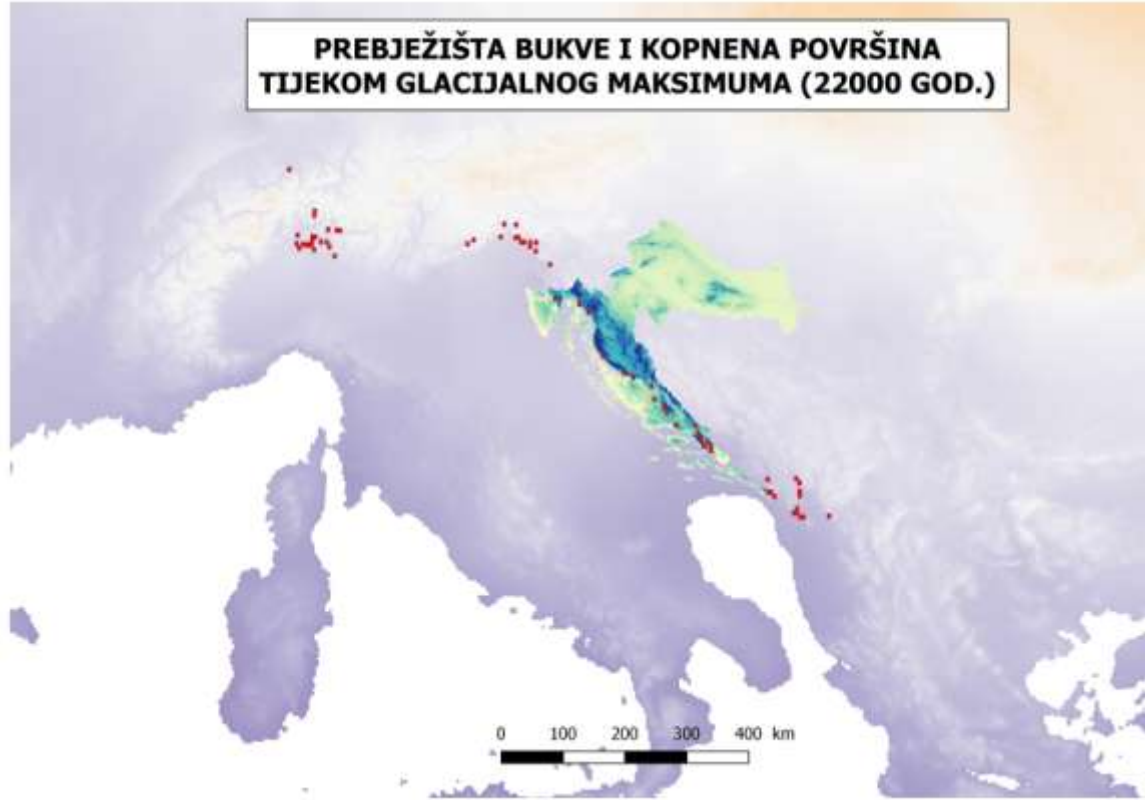 PREBJEŽIŠTA BUKVE I KOPNENA POVRŠINA
TIJEKOM GLACIJALNOG MAKSIMUMA (22000 GOD.)
0 100 200 300 400 km